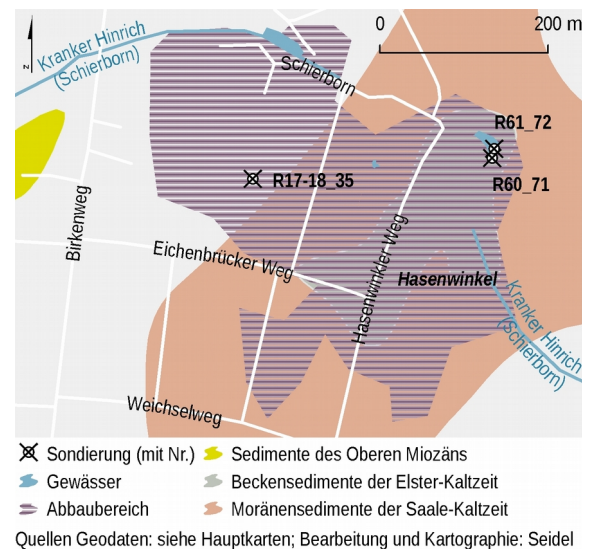 Kranker Hinrich
(Schierborn)
0 200 m
N
Schierborn
R61_72
R17-18_35
R60_71
Birkenweg
Eichenbrücker Weg
Hasenwinkler Weg
Hasenwinkel
Kranker Hinrich
(Schierborn)
Weichselweg
Sondierung (mit Nr.)
Sedimente des Oberen Miozäns
Gewässer
Beckensedimente der Elster-Kaltzeit
Abbaubereich
Moränensedimente der Saale-Kaltzeit
Quellen Geodaten: siehe Hauptkarten; Bearbeitung und Kartographie: Seidel